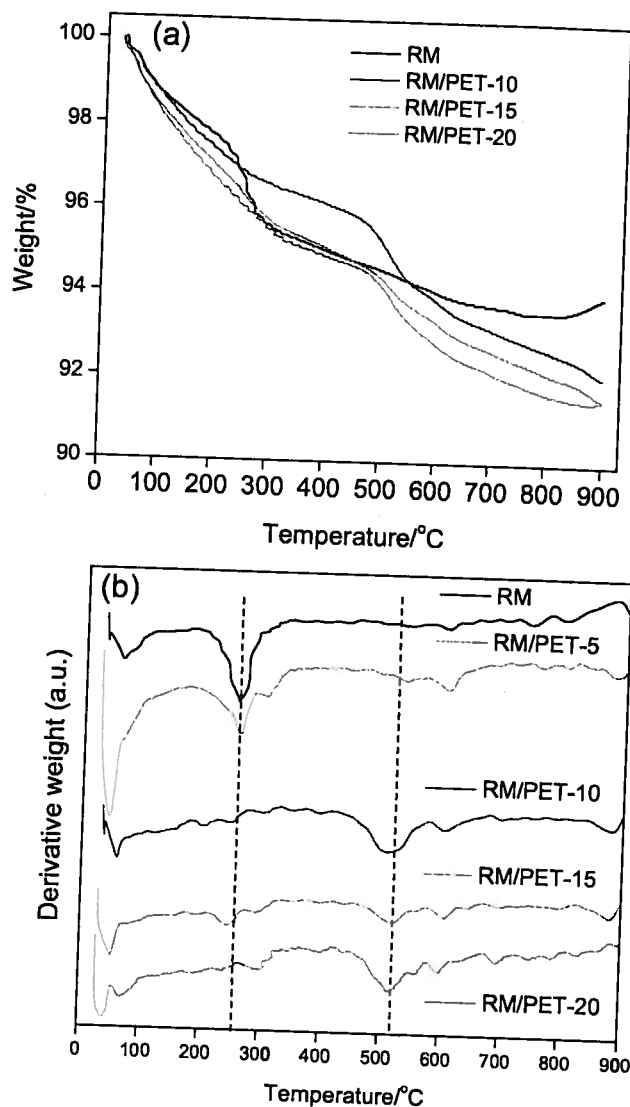 (a)
RM
RM/PET-10
RM/PET-15
RM/PET-20
100
98
96
94
92
90
Weight/%
0 100 200 300 400 500 600 700 800 900
Temperature/°C
(b)
RM
RM/PET-5
RM/PET-10
RM/PET-15
RM/PET-20
Derivative weight (a.u.)
0 100 200 300 400 500 600 700 800 900
Temperature/°C